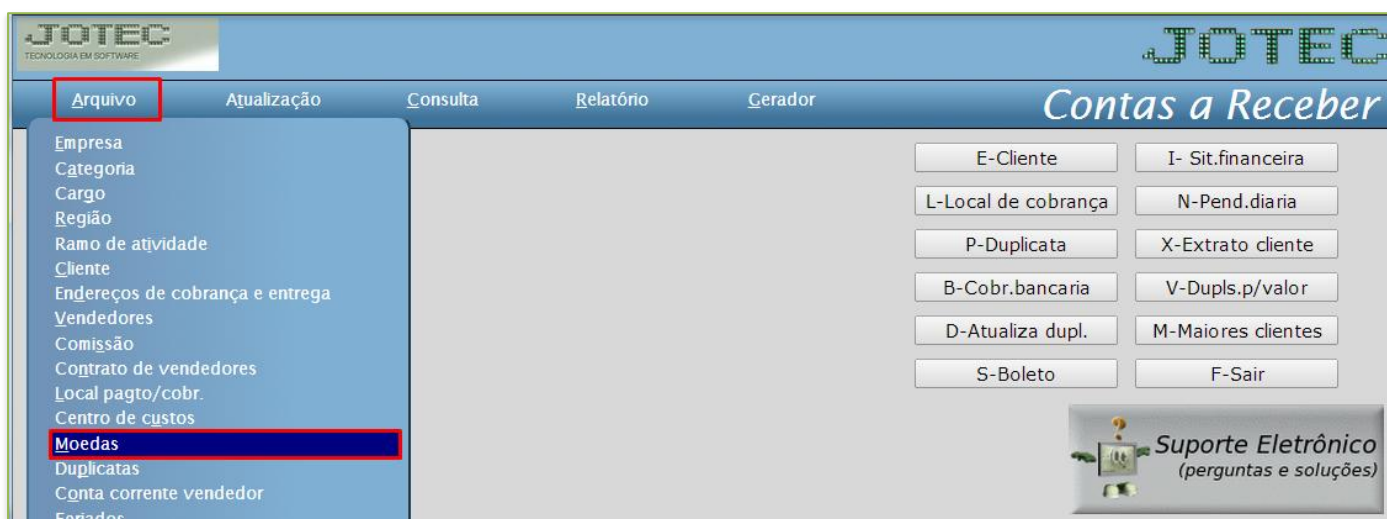 JOTEC
TECNOLOGIA EM SOFTWARE
JOTEC
Arquivo Atualização Consulta Relatório Gerador Contas a Receber
Empresa
Categoria
Cargo
Região
Ramo de atividade
Cliente
Endereços de cobrança e entrega
Vendedores
Comissão
Contrato de vendedores
Local pagto/cobr.
Centro de custos
Moedas
Duplicatas
Conta corrente vendedor
Feriados
E-Cliente I- Sit.financeira
L-Local de cobrança N-Pend.diaria
P-Duplicata X-Extrato cliente
B-Cobr.bancaria V-Dupls.p/valor
D-Atualiza dupl. M-Maiores clientes
S-Boleto F-Sair
Suporte Eletrônico
(perguntas e soluções)